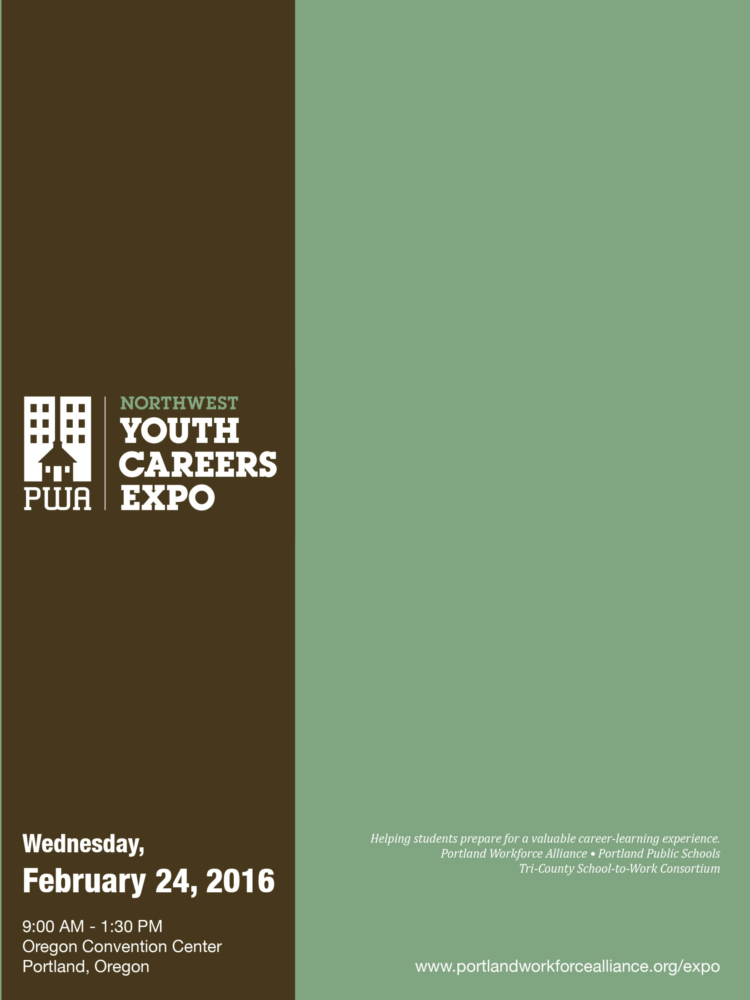 NORTHWEST
YOUTH
CAREERS
EXPO
PWA
Wednesday,
February 24, 2016
9:00 AM - 1:30 PM
Oregon Convention Center
Portland, Oregon
Helping students prepare for a valuable career-learning experience.
Portland Workforce Alliance • Portland Public Schools
Tri-County School-to-Work Consortium
www.portlandworkforcealliance.org/expo